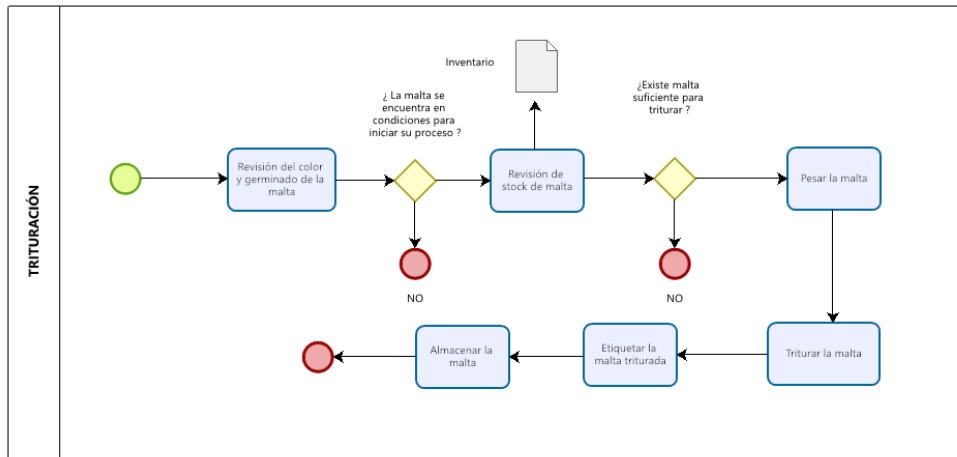 TRITURACIÓN
Inventario
¿ La malta se
encuentra en
condiciones para
iniciar su proceso ?
¿Existe malta
suficiente para
triturar ?
Revisión del color
y germinado de la
malta
Revisión de
stock de malta
Pesar la malta
NO
NO
Almacenar la
malta
Etiquetar la
malta triturada
Triturar la malta